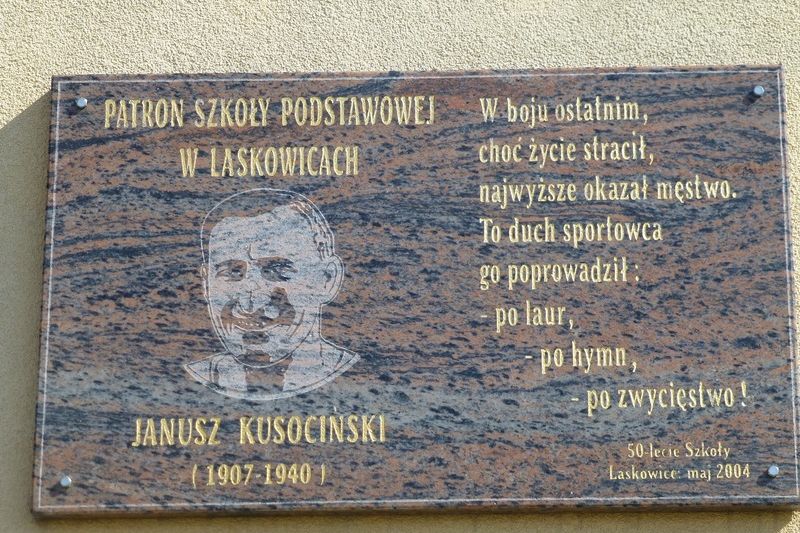 PATRON SZKOŁY PODSTAWOWEJ
W LASKOWICACH
JANUSZ KUSOCIŃSKI
(1907-1940)
W boju ostatnim,
choć życie stracił,
najwyższe okazał męstwo.
To duch sportowca
go poprowadził:
- po laur,
- po hymn,
- po zwycięstwo!
50-lecie Szkoły
Laskowice: maj 2004